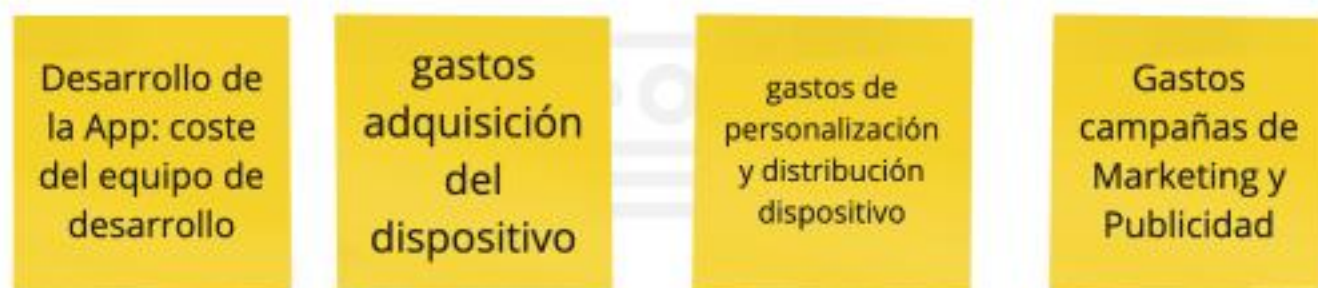 Desarrollo de
la App: coste
del equipo de
desarrollo
gastos
adquisición
del
dispositivo
gastos de
personalización
y distribución
dispositivo
Gastos
campañas de
Marketing y
Publicidad